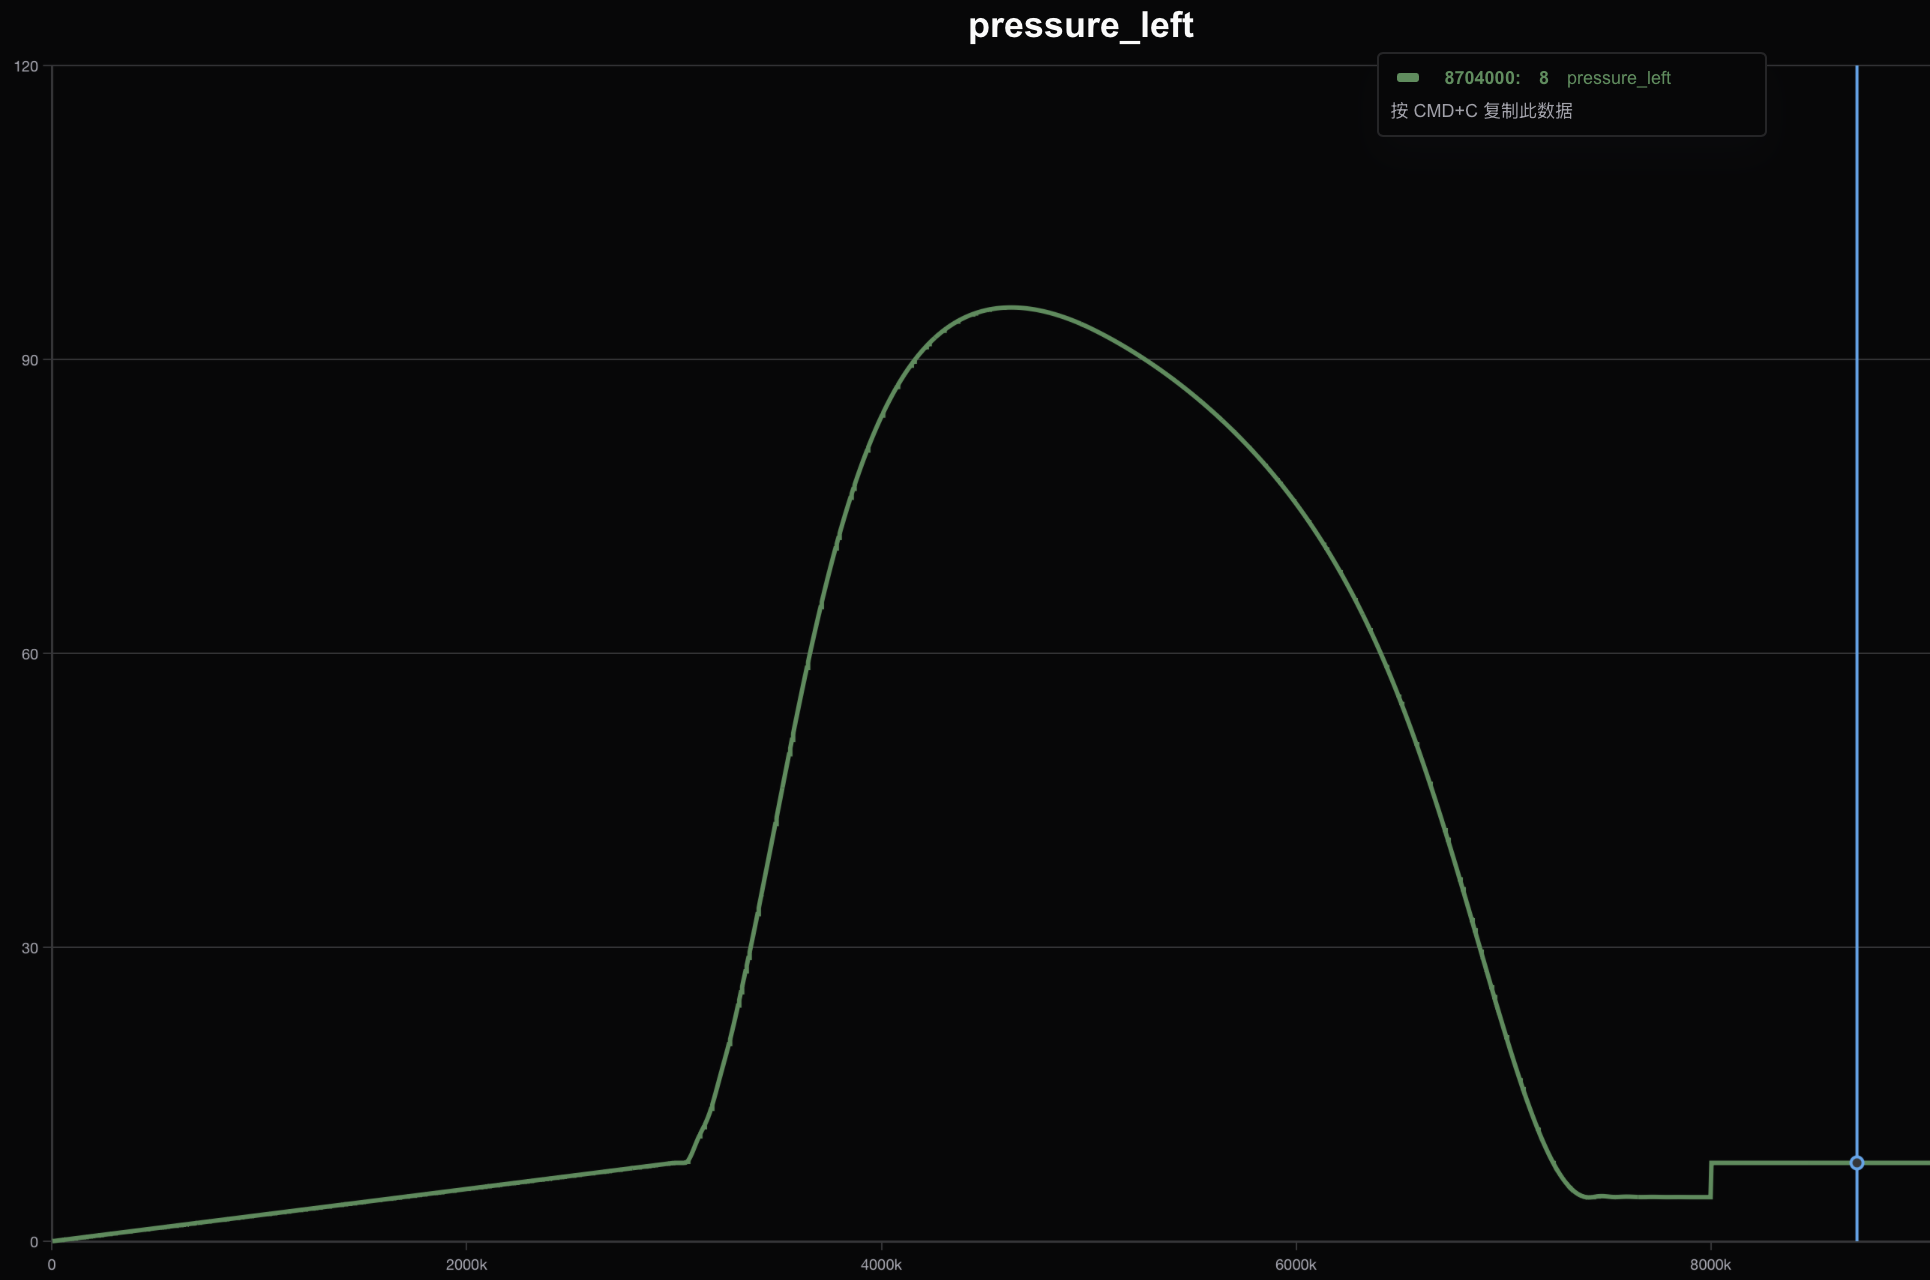 pressure_left
120
8704000: 8 pressure_left
按 CMD+C 复制此数据
90
60
30
0
0 2000k 4000k 6000k 8000k